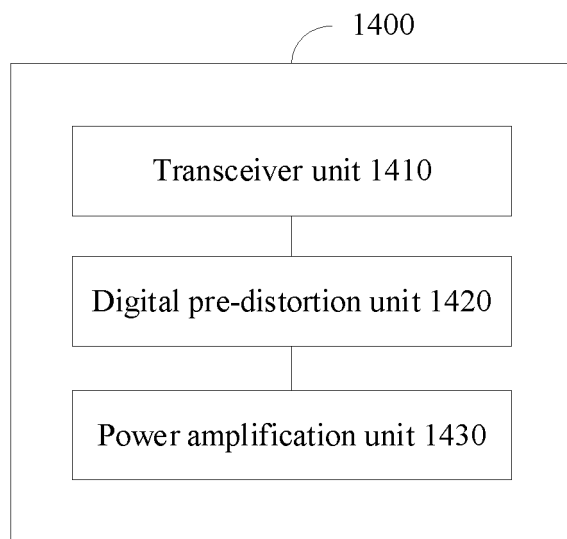 1400
Transceiver unit 1410
Digital pre-distortion unit 1420
Power amplification unit 1430